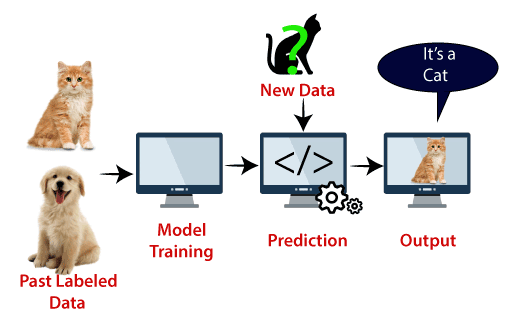 ?
New Data
It's a
Cat
</>
Model
Training
Prediction
Output
Past Labeled
Data